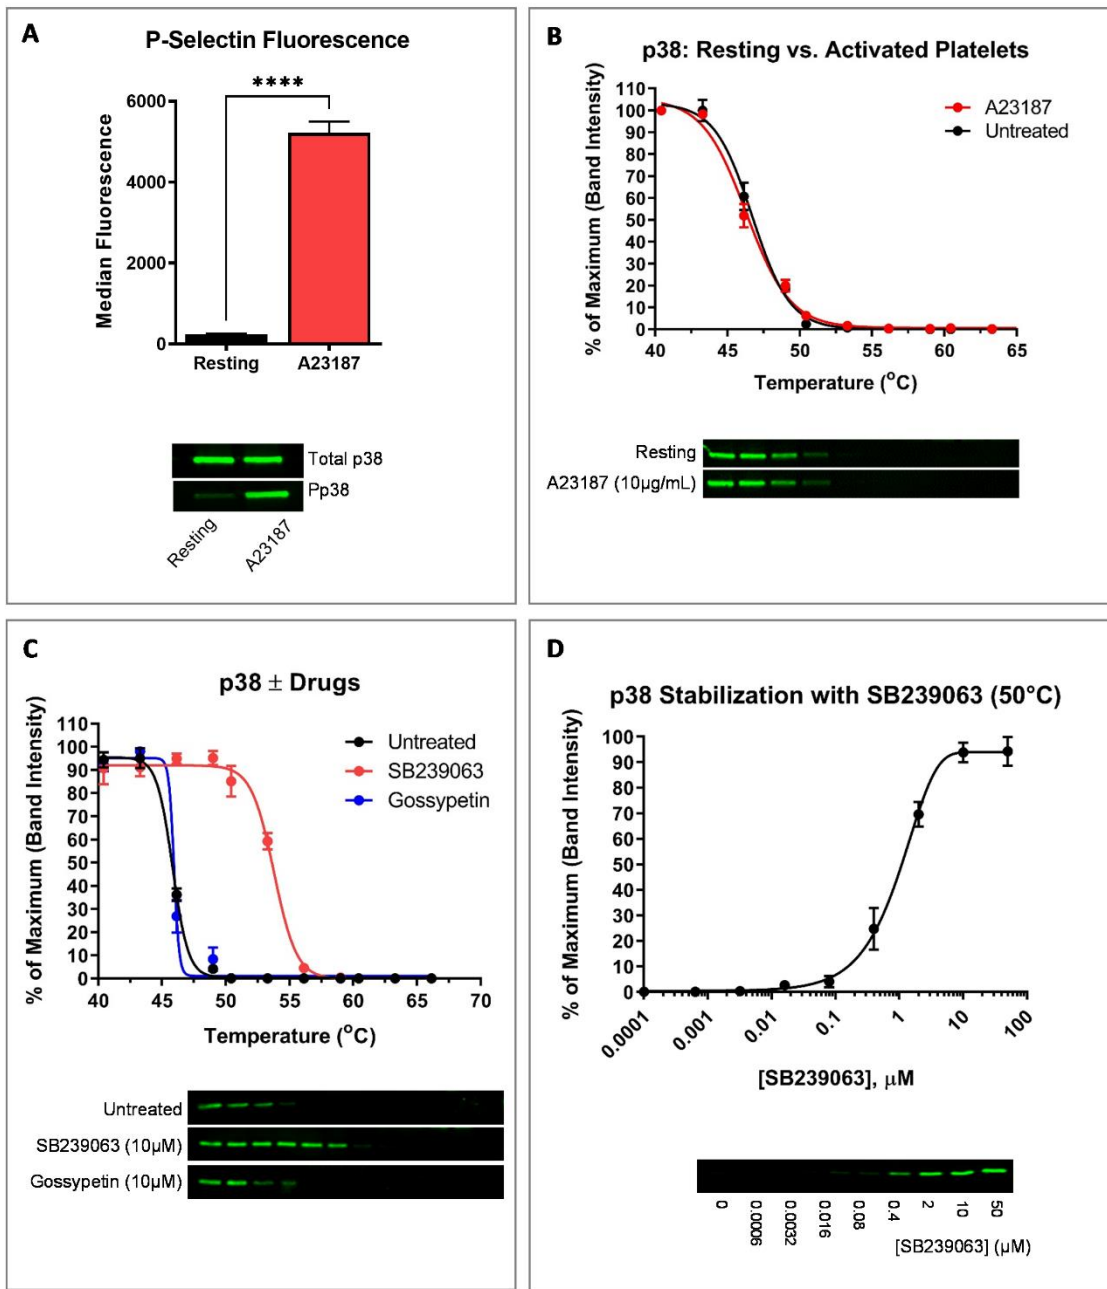 A
P-Selectin Fluorescence
****
Median Fluorescence
6000
4000
2000
0
Resting A23187
Total p38
Pp38
Resting A23187
B
p38: Resting vs. Activated Platelets
% of Maximum (Band Intensity)
110
100
90
80
70
60
50
40
30
20
10
0
A23187
Untreated
40 45 50 55 60 65
Temperature (°C)
Resting
A23187 (10µg/mL)
C
p38 ± Drugs
% of Maximum (Band Intensity)
110
100
90
80
70
60
50
40
30
20
10
0
Untreated
SB239063
Gossypetin
40 45 50 55 60 65 70
Temperature (°C)
Untreated
SB239063 (10µM)
Gossypetin (10µM)
D
p38 Stabilization with SB239063 (50°C)
% of Maximum (Band Intensity)
100
90
80
70
60
50
40
30
20
10
0
0.0001 0.001 0.01 0.1 1 10 100
[SB239063], µM
0 0.0006 0.0032 0.016 0.08 0.4 2 10 50
[SB239063] (µM)